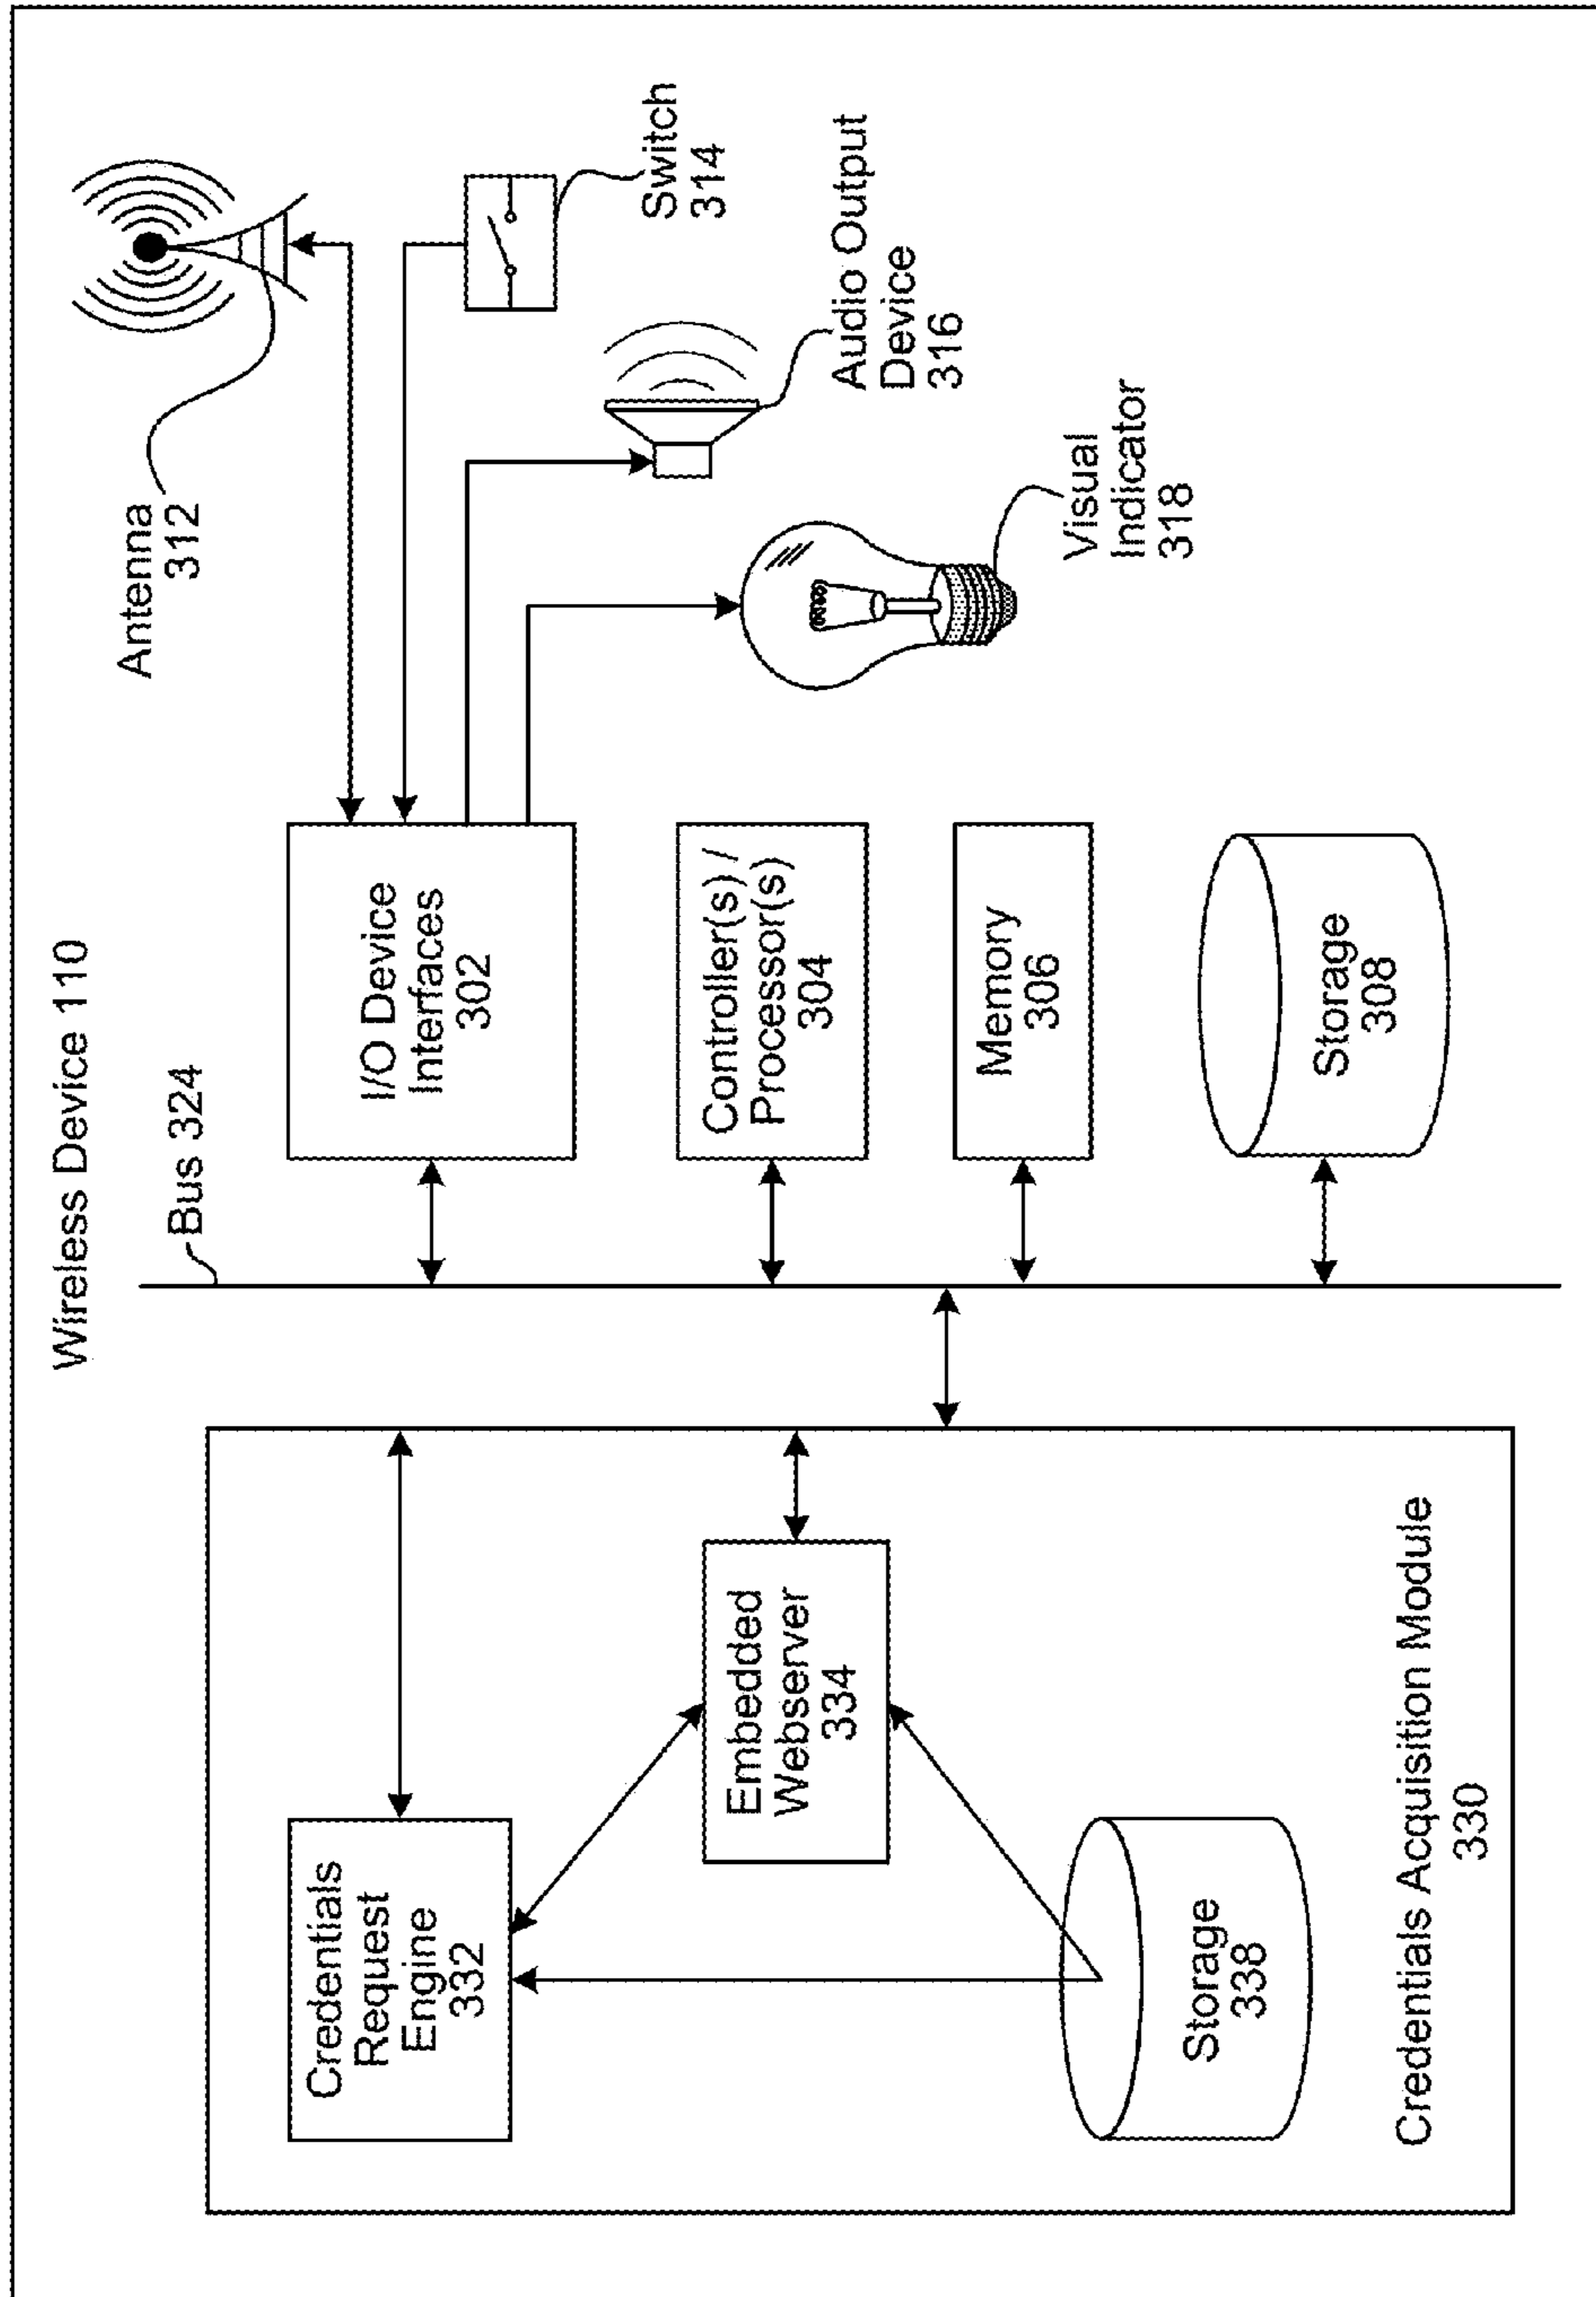 Wireless Device 110
Bus 324
Antenna
312
Switch
314
Audio Output
Device
316
Visual
Indicator
318
I/O Device
Interfaces
302
Controller(s) /
Processor(s)
304
Memory
306
Storage
308
Credentials
Request
Engine
332
Embedded
Webserver
334
Storage
338
Credentials Acquisition Module
330